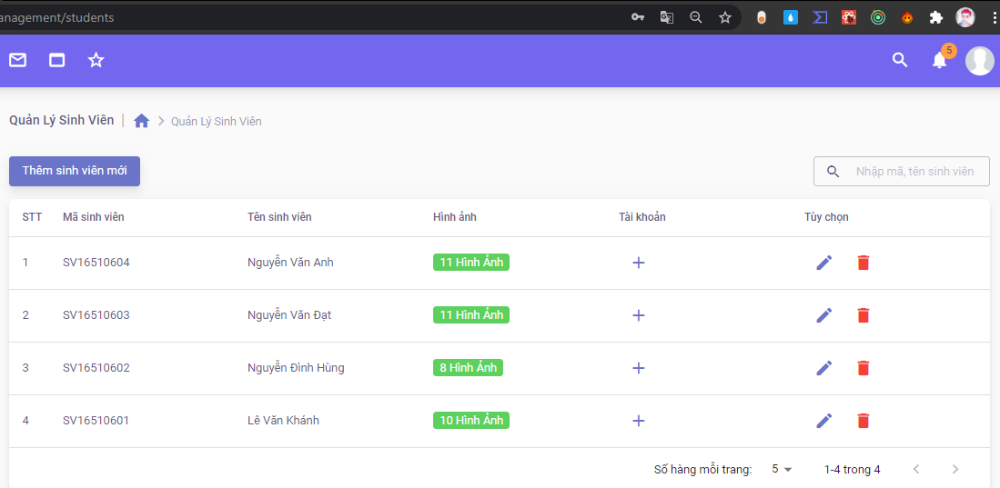 anagement/students
5
Quản Lý Sinh Viên | Quản Lý Sinh Viên
Thêm sinh viên mới Nhập mã, tên sinh viên
STT Mã sinh viên Tên sinh viên Hình ảnh Tài khoản Tùy chọn
1 SV16510604 Nguyễn Văn Anh 11 Hình Ảnh
2 SV16510603 Nguyễn Văn Đạt 11 Hình Ảnh
3 SV16510602 Nguyễn Đình Hùng 8 Hình Ảnh
4 SV16510601 Lê Văn Khánh 10 Hình Ảnh
Số hàng mỗi trang: 5 1-4 trong 4